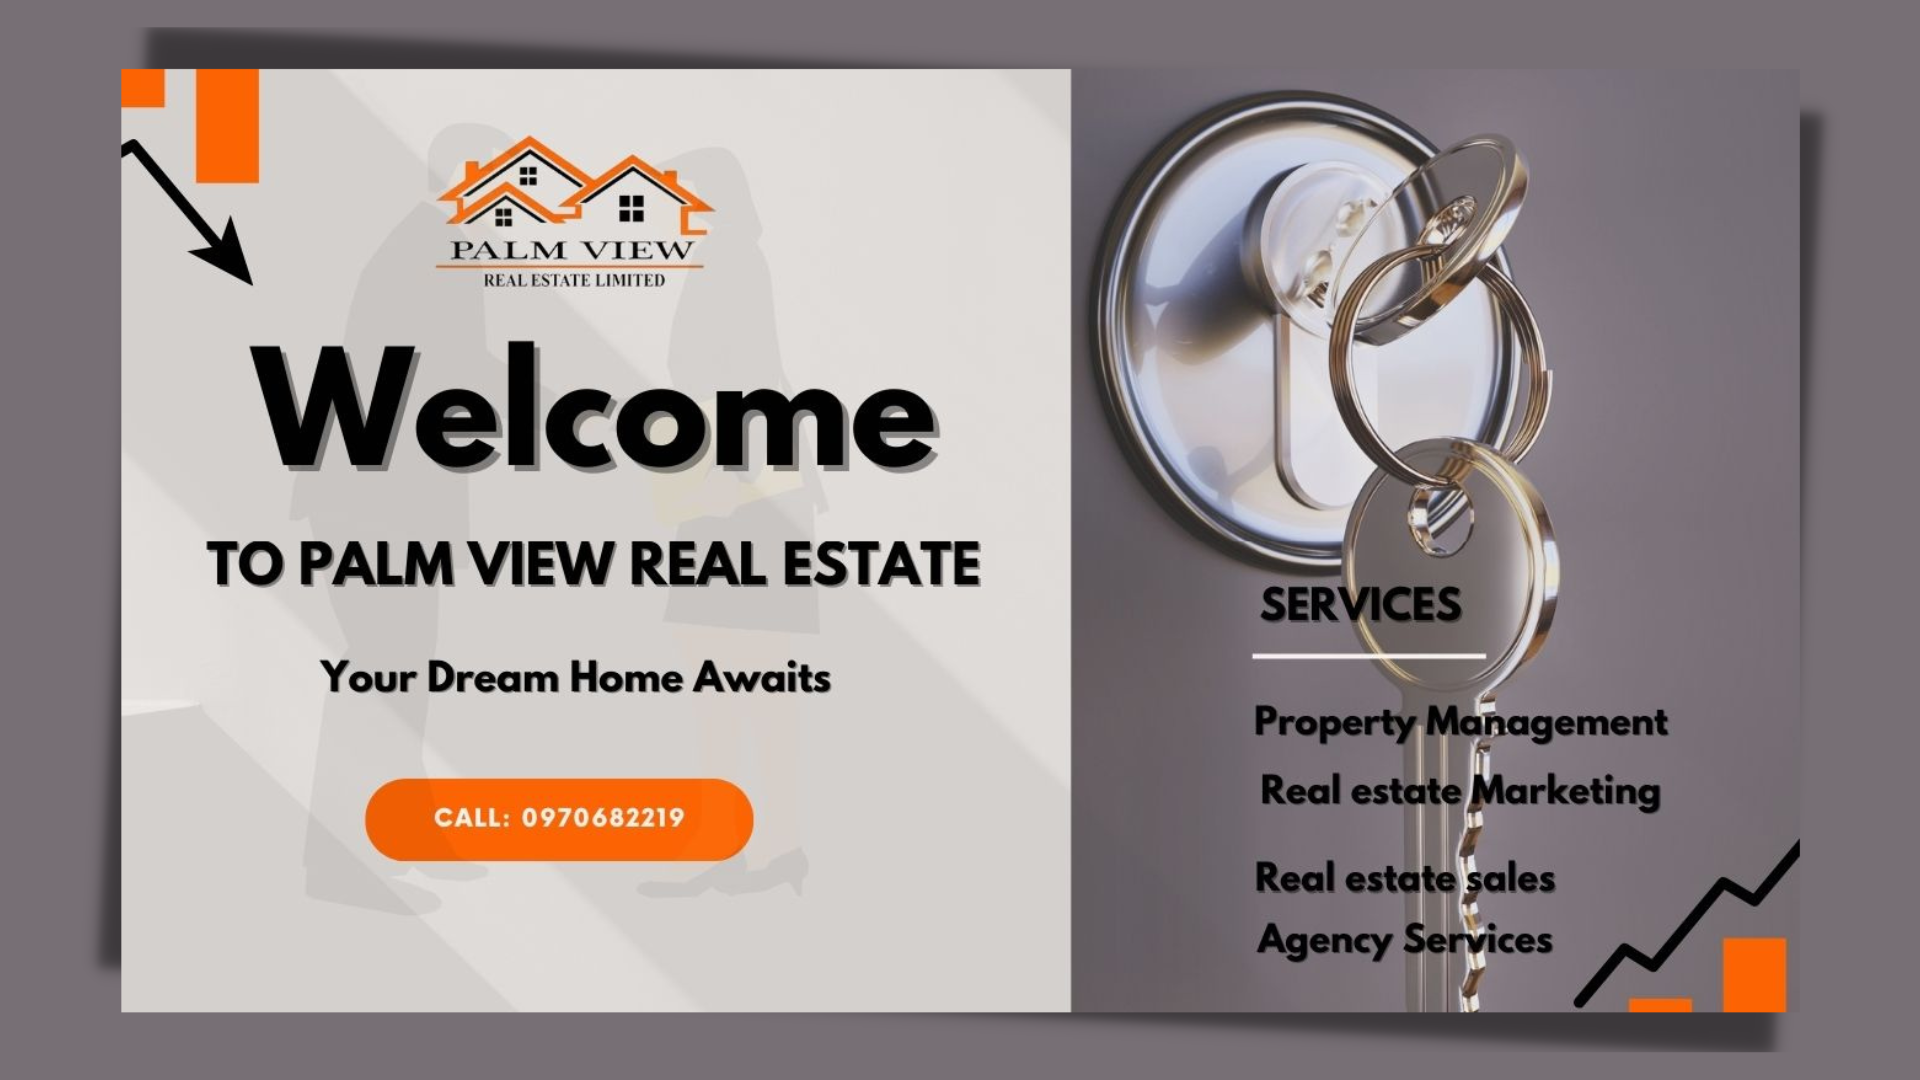 PALM VIEW
REAL ESTATE LIMITED
Welcome
TO PALM VIEW REAL ESTATE
Your Dream Home Awaits
CALL: 0970682219
SERVICES
Property Management
Real estate Marketing
Real estate sales
Agency Services